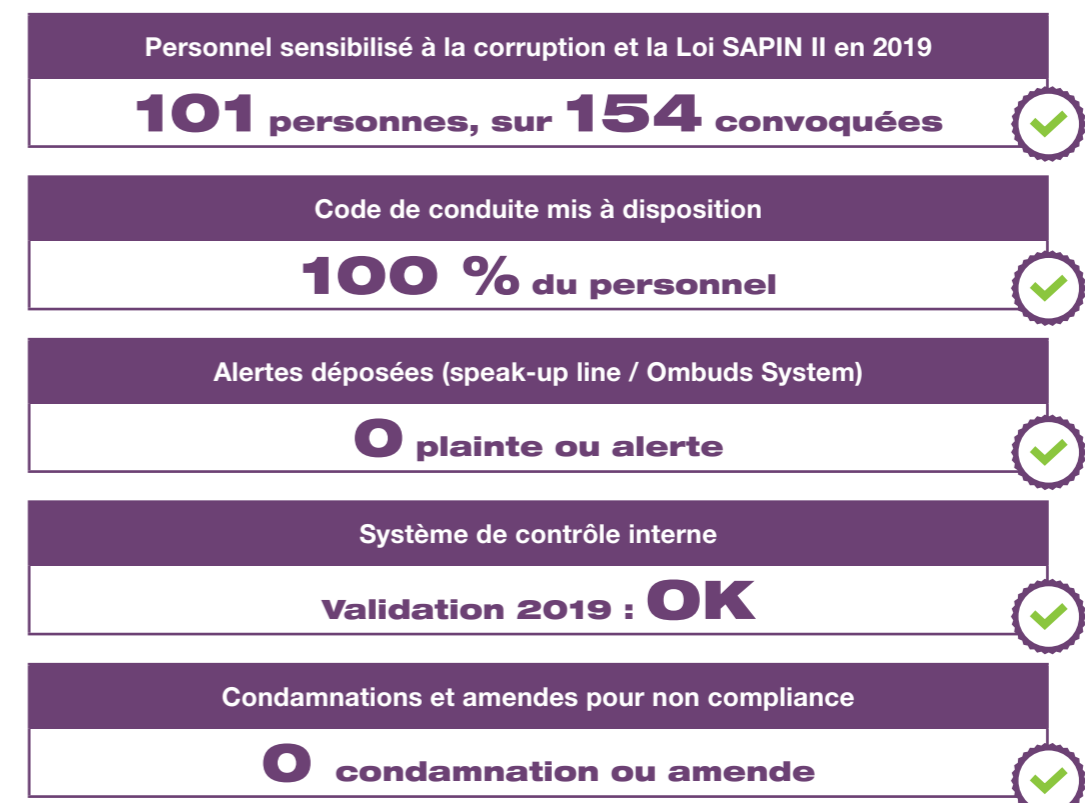 Personnel sensibilisé à la corruption et la Loi SAPIN II en 2019
101 personnes, sur 154 convoquées
Code de conduite mis à disposition
100 % du personnel
Alertes déposées (speak-up line / Ombuds System)
0 plainte ou alerte
Système de contrôle interne
Validation 2019 : OK
Condamnations et amendes pour non compliance
0 condamnation ou amende